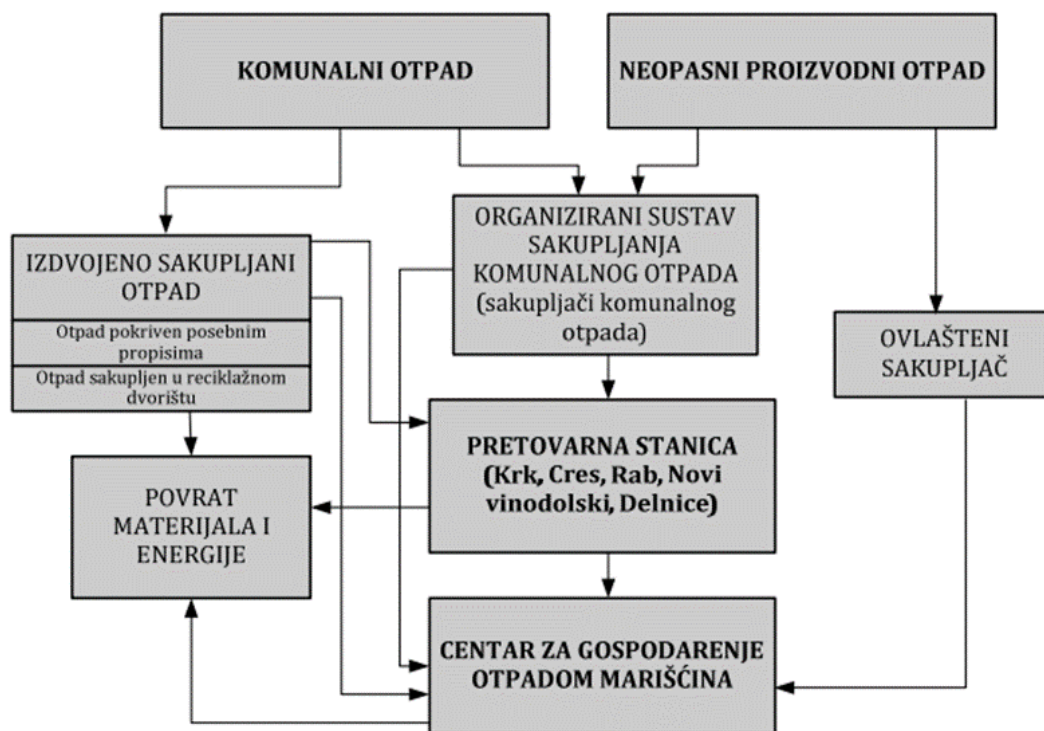 KOMUNALNI OTPAD
NEOPASNI PROIZVODNI OTPAD
IZDVOJENO SAKUPLJANI
OTPAD
Otpad pokriven posebnim
propisima
Otpad sakupljen u reciklažnom
dvorištu
ORGANIZIRANI SUSTAV
SAKUPLJANJA
KOMUNALNOG OTPADA
(sakupljači komunalnog
otpada)
OVLAŠTENI
SAKUPLJAČ
PRETOVARNA STANICA
(Krk, Cres, Rab, Novi
vinodolski, Delnice)
POVRAT
MATERIJALA I
ENERGIJE
CENTAR ZA GOSPODARENJE
OTPADOM MARIŠĆINA